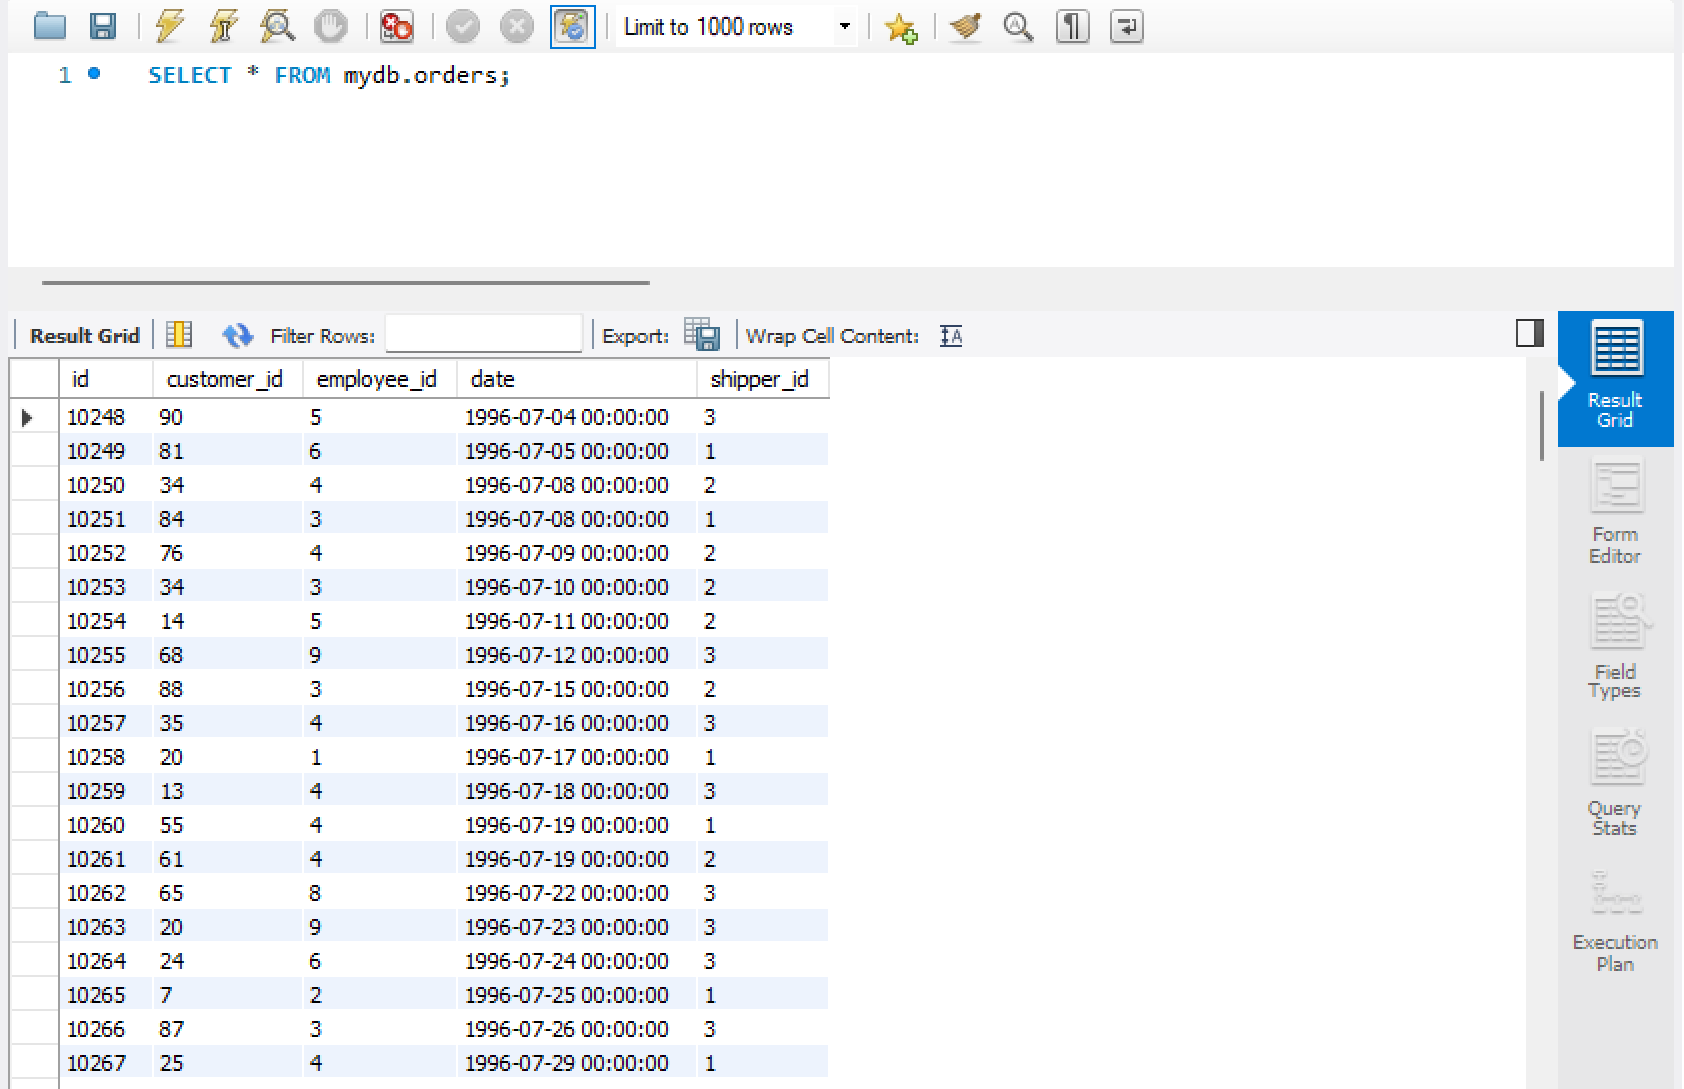 Limit to 1000 rows
1 SELECT * FROM mydb.orders;
Result Grid Filter Rows: Export: Wrap Cell Content:
id customer_id employee_id date shipper_id
10248 90 5 1996-07-04 00:00:00 3
10249 81 6 1996-07-05 00:00:00 1
10250 34 4 1996-07-08 00:00:00 2
10251 84 3 1996-07-08 00:00:00 1
10252 76 4 1996-07-09 00:00:00 2
10253 34 3 1996-07-10 00:00:00 2
10254 14 5 1996-07-11 00:00:00 2
10255 68 9 1996-07-12 00:00:00 3
10256 88 3 1996-07-15 00:00:00 2
10257 35 4 1996-07-16 00:00:00 3
10258 20 1 1996-07-17 00:00:00 1
10259 13 4 1996-07-18 00:00:00 3
10260 55 4 1996-07-19 00:00:00 1
10261 61 4 1996-07-19 00:00:00 2
10262 65 8 1996-07-22 00:00:00 3
10263 20 9 1996-07-23 00:00:00 3
10264 24 6 1996-07-24 00:00:00 3
10265 7 2 1996-07-25 00:00:00 1
10266 87 3 1996-07-26 00:00:00 3
10267 25 4 1996-07-29 00:00:00 1
Result
Grid
Form
Editor
Field
Types
Query
Stats
Execution
Plan